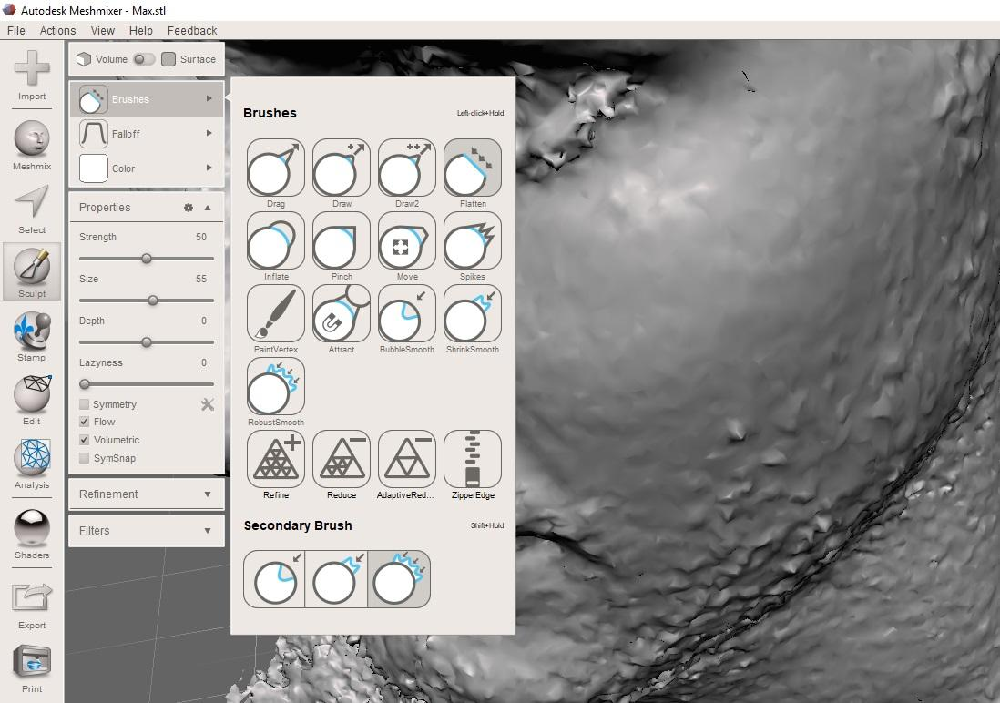 Autodesk Meshmixer - Max.stl
File Actions View Help Feedback
Import
Meshmix
Select
Sculpt
Stamp
Edit
Analysis
Shaders
Export
Print
Volume Surface
Brushes
Falloff
Color
Properties
Strength 50
Size 55
Depth 0
Lazyness 0
Symmetry
Flow
Volumetric
SymSnap
Refinement
Filters
Brushes Left-click+Hold
Drag Draw Draw2 Flatten
Inflate Pinch Move Spikes
PaintVertex Attract BubbleSmooth ShrinkSmooth
RobustSmooth
Refine Reduce AdaptiveRed... ZipperEdge
Secondary Brush Shift+Hold